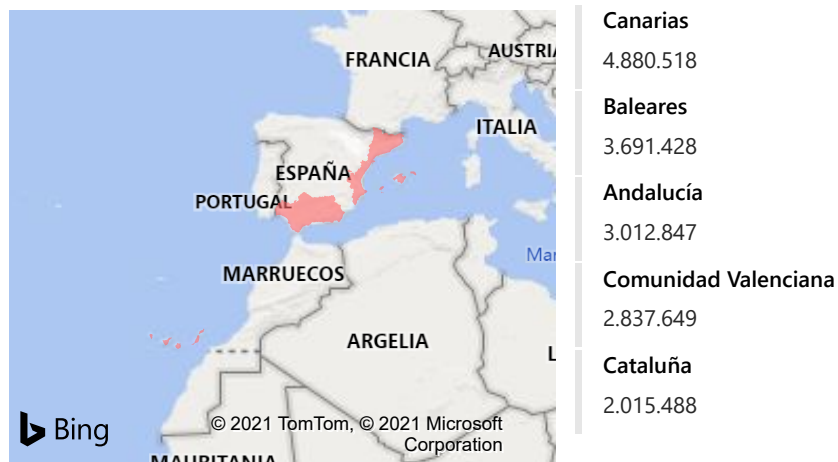 FRANCIA
AUSTRIA
ITALIA
ESPAÑA
PORTUGAL
Mar
MARRUECOS
ARGELIA
L
Bing
© 2021 TomTom, © 2021 Microsoft
Corporation
MAURITANIA
Canarias
4.880.518
Baleares
3.691.428
Andalucía
3.012.847
Comunidad Valenciana
2.837.649
Cataluña
2.015.488